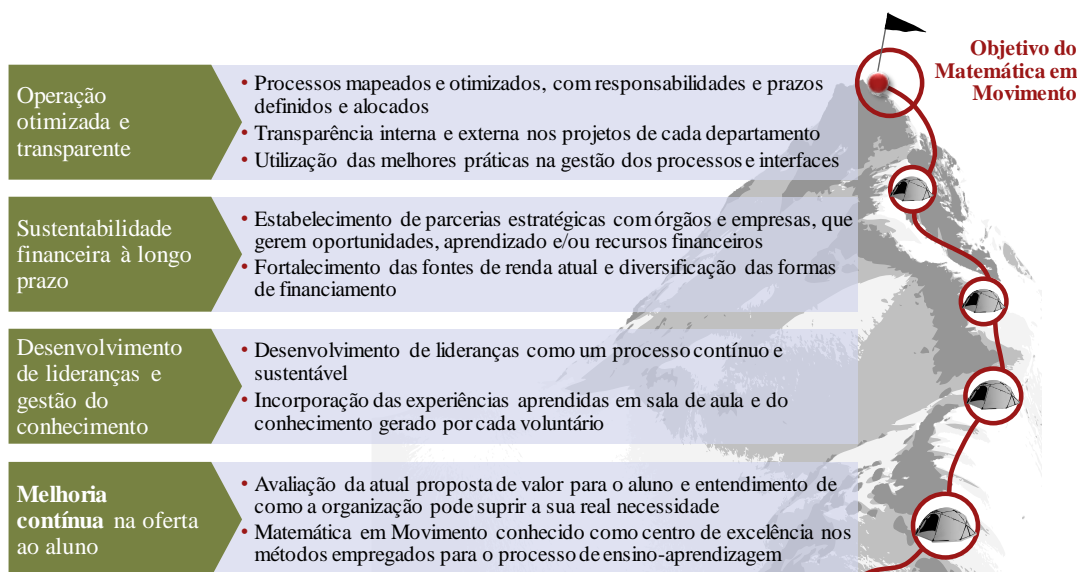 Objetivo do
Matemática em
Movimento
Operação
otimizada e
transparente
• Processos mapeados e otimizados, com responsabilidades e prazos
definidos e alocados
• Transparência interna e externa nos projetos de cada departamento
• Utilização das melhores práticas na gestão dos processos e interfaces
Sustentabilidade
financeira à longo
prazo
• Estabelecimento de parcerias estratégicas com órgãos e empresas, que
gerem oportunidades, aprendizado e/ou recursos financeiros
• Fortalecimento das fontes de renda atual e diversificação das formas
de financiamento
Desenvolvimento
de lideranças e
gestão do
conhecimento
• Desenvolvimento de lideranças como um processo contínuo e
sustentável
• Incorporação das experiências aprendidas em sala de aula e do
conhecimento gerado por cada voluntário
Melhoria
contínua na oferta
ao aluno
• Avaliação da atual proposta de valor para o aluno e entendimento de
como a organização pode suprir a sua real necessidade
• Matemática em Movimento conhecido como centro de excelência nos
métodos empregados para o processo de ensino-aprendizagem